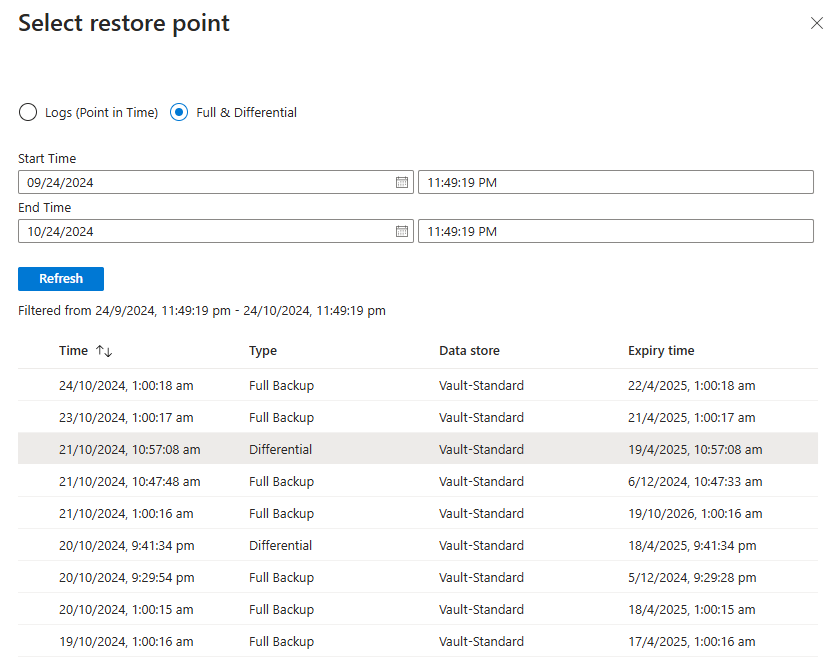 Select restore point
Logs (Point in Time) Full & Differential
Start Time
09/24/2024 11:49:19 PM
End Time
10/24/2024 11:49:19 PM
Refresh
Filtered from 24/9/2024, 11:49:19 pm - 24/10/2024, 11:49:19 pm
Time ↑↓ Type Data store Expiry time
24/10/2024, 1:00:18 am Full Backup Vault-Standard 22/4/2025, 1:00:18 am
23/10/2024, 1:00:17 am Full Backup Vault-Standard 21/4/2025, 1:00:17 am
21/10/2024, 10:57:08 am Differential Vault-Standard 19/4/2025, 10:57:08 am
21/10/2024, 10:47:48 am Full Backup Vault-Standard 6/12/2024, 10:47:33 am
21/10/2024, 1:00:16 am Full Backup Vault-Standard 19/10/2026, 1:00:16 am
20/10/2024, 9:41:34 pm Differential Vault-Standard 18/4/2025, 9:41:34 pm
20/10/2024, 9:29:54 pm Full Backup Vault-Standard 5/12/2024, 9:29:28 pm
20/10/2024, 1:00:15 am Full Backup Vault-Standard 18/4/2025, 1:00:15 am
19/10/2024, 1:00:16 am Full Backup Vault-Standard 17/4/2025, 1:00:16 am